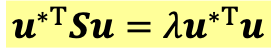 𝒖*ᵀ𝑺𝒖 = 𝜆𝒖*ᵀ𝒖